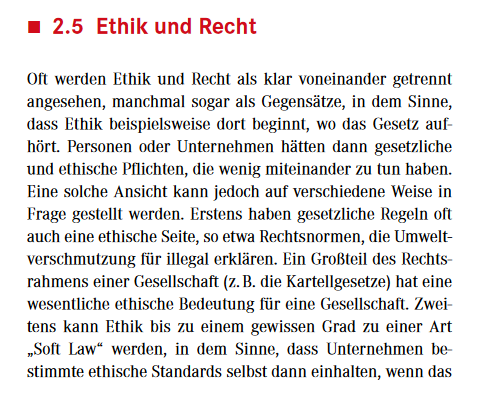 2.5 Ethik und Recht
Oft werden Ethik und Recht als klar voneinander getrennt
angesehen, manchmal sogar als Gegensätze, in dem Sinne,
dass Ethik beispielsweise dort beginnt, wo das Gesetz auf-
hört. Personen oder Unternehmen hätten dann gesetzliche
und ethische Pflichten, die wenig miteinander zu tun haben.
Eine solche Ansicht kann jedoch auf verschiedene Weise in
Frage gestellt werden. Erstens haben gesetzliche Regeln oft
auch eine ethische Seite, so etwa Rechtsnormen, die Umwelt-
verschmutzung für illegal erklären. Ein Großteil des Rechts-
rahmens einer Gesellschaft (z. B. die Kartellgesetze) hat eine
wesentliche ethische Bedeutung für eine Gesellschaft. Zwei-
tens kann Ethik bis zu einem gewissen Grad zu einer Art
„Soft Law“ werden, in dem Sinne, dass Unternehmen be-
stimmte ethische Standards selbst dann einhalten, wenn das